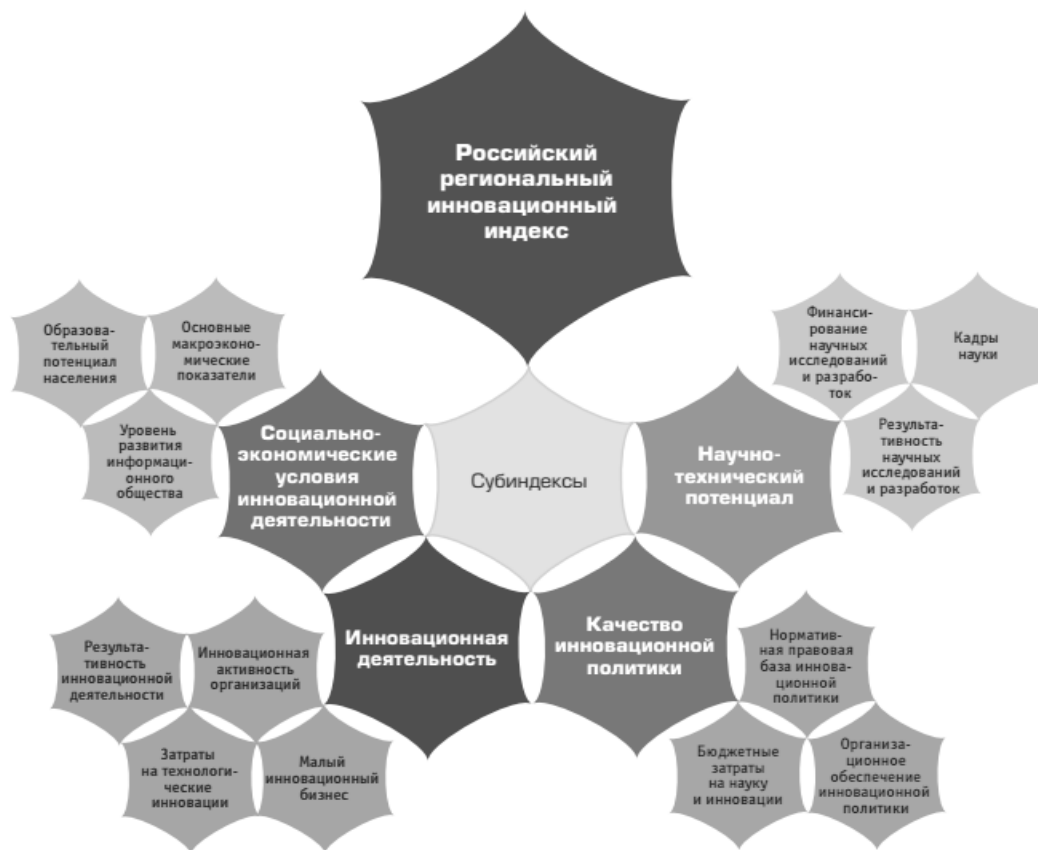 Российский
региональный
инновационный
индекс
Образова-
тельный
потенциал
населения
Основные
макроэконо-
мические
показатели
Уровень
развития
информаци-
онного
общества
Социально-
экономические
условия
инновационной
деятельности
Субиндексы
Научно-
технический
потенциал
Финанси-
рование
научных
исследований
и разрабо-
ток
Кадры
науки
Результа-
тивность
научных
исследований
и разработок
Инновационная
деятельность
Качество
инновационной
политики
Результа-
тивность
инновационной
деятельности
Инновационная
активность
организаций
Затраты
на технологи-
ческие
инновации
Малый
инновационный
бизнес
Норматив-
ная правовая
база иннова-
ционной
политики
Бюджетные
затраты
на науку
и инновации
Организа-
ционное
обеспечение
инновационной
политики